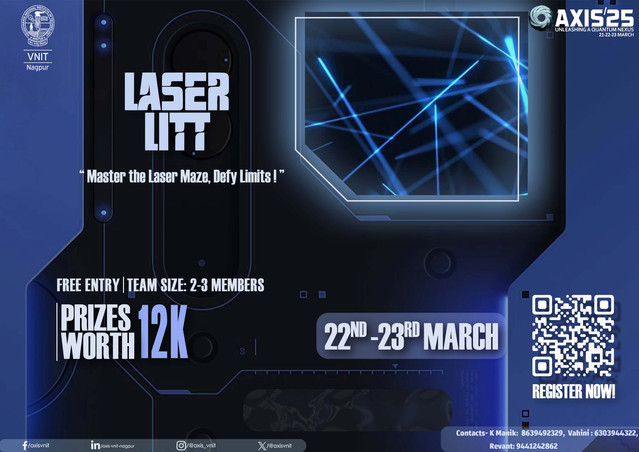 VNIT
Nagpur
AXIS'25
UNLEASHING A QUANTUM NEXUS
21-22-23 MARCH
LASER
LITT
“ Master the Laser Maze, Defy Limits ! ”
FREE ENTRY | TEAM SIZE: 2-3 MEMBERS
PRIZES
WORTH 12K
22ND -23RD MARCH
REGISTER NOW!
Contacts- K Manik: 8639492329, Vahini : 6303944322,
Revant: 9441242862
/axisvnit
/axis-vnit-nagpur
/axis_vnit
/axisvnit